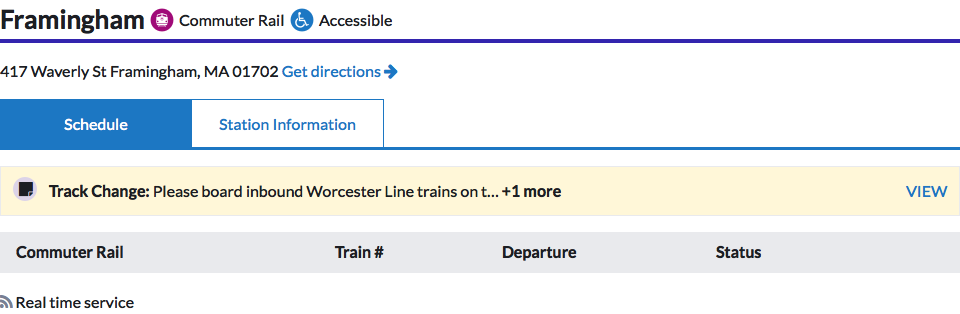 Framingham Commuter Rail Accessible
417 Waverly St Framingham, MA 01702 Get directions
Schedule Station Information
Track Change: Please board inbound Worcester Line trains on t... +1 more VIEW
Commuter Rail Train # Departure Status
Real time service